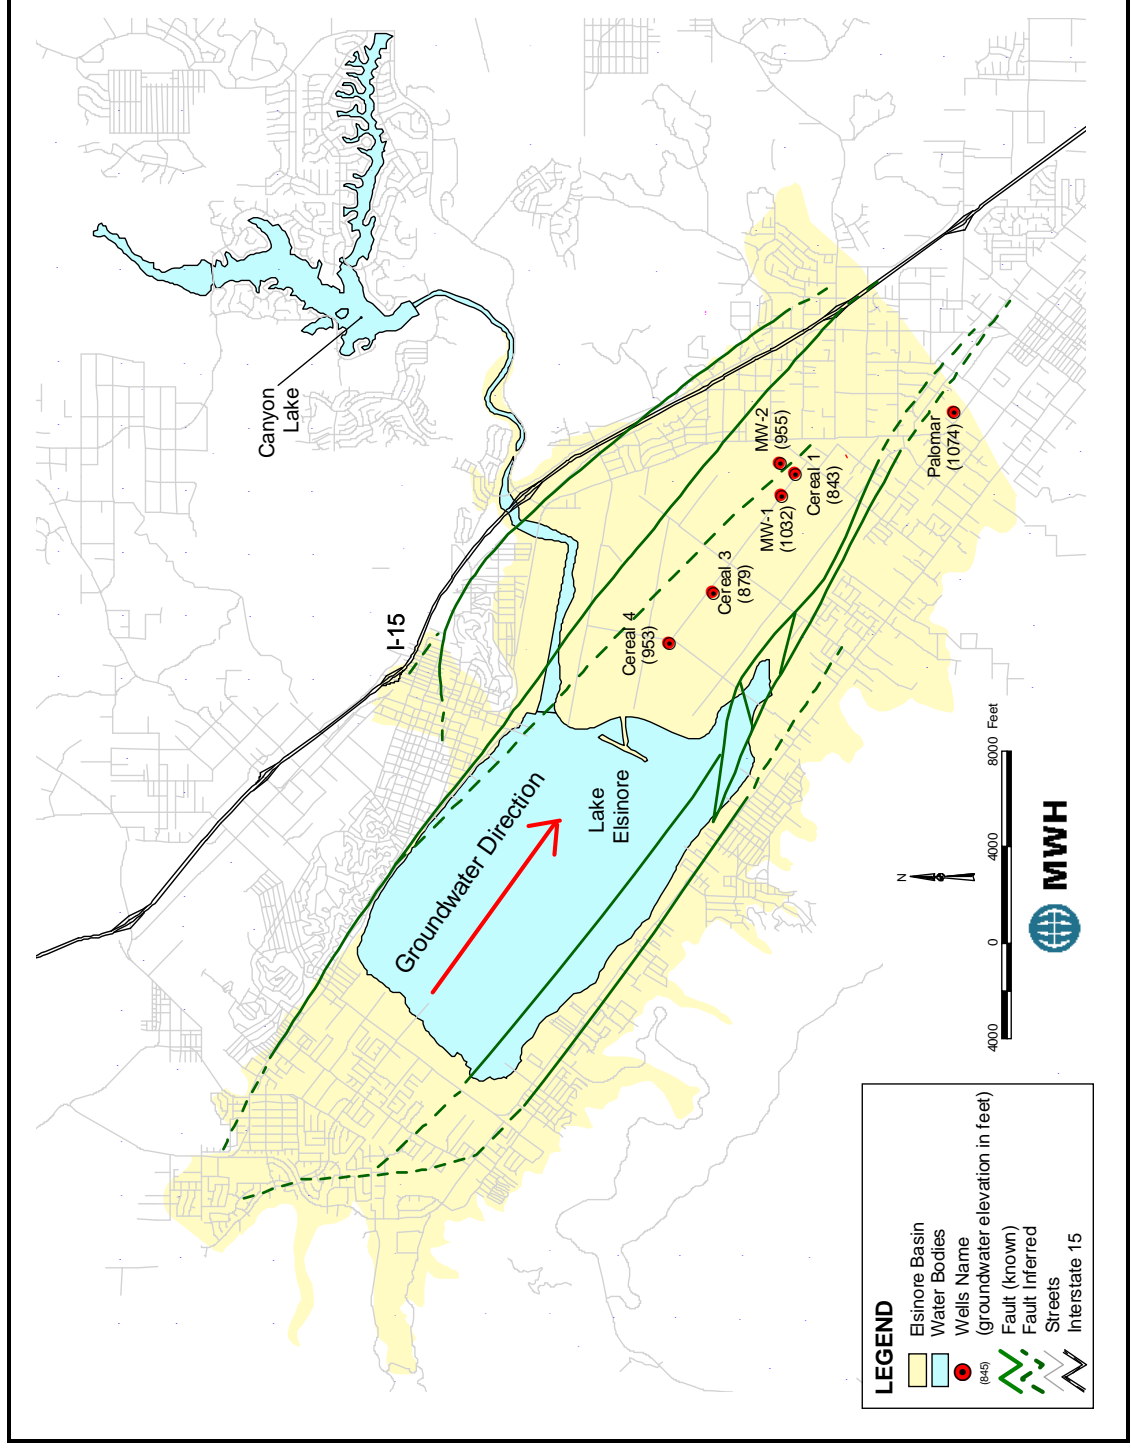 Canyon
Lake
I-15
Groundwater Direction
Lake
Elsinore
Cereal 4
(953)
Cereal 3
(879)
MW-1
(1032)
MW-2
(955)
Cereal 1
(843)
Palomar
(1074)
N
4000
0
4000
8000 Feet
MWH
LEGEND
Elsinore Basin
Water Bodies
Wells Name
(845)
(groundwater elevation in feet)
Fault (known)
Fault Inferred
Streets
Interstate 15